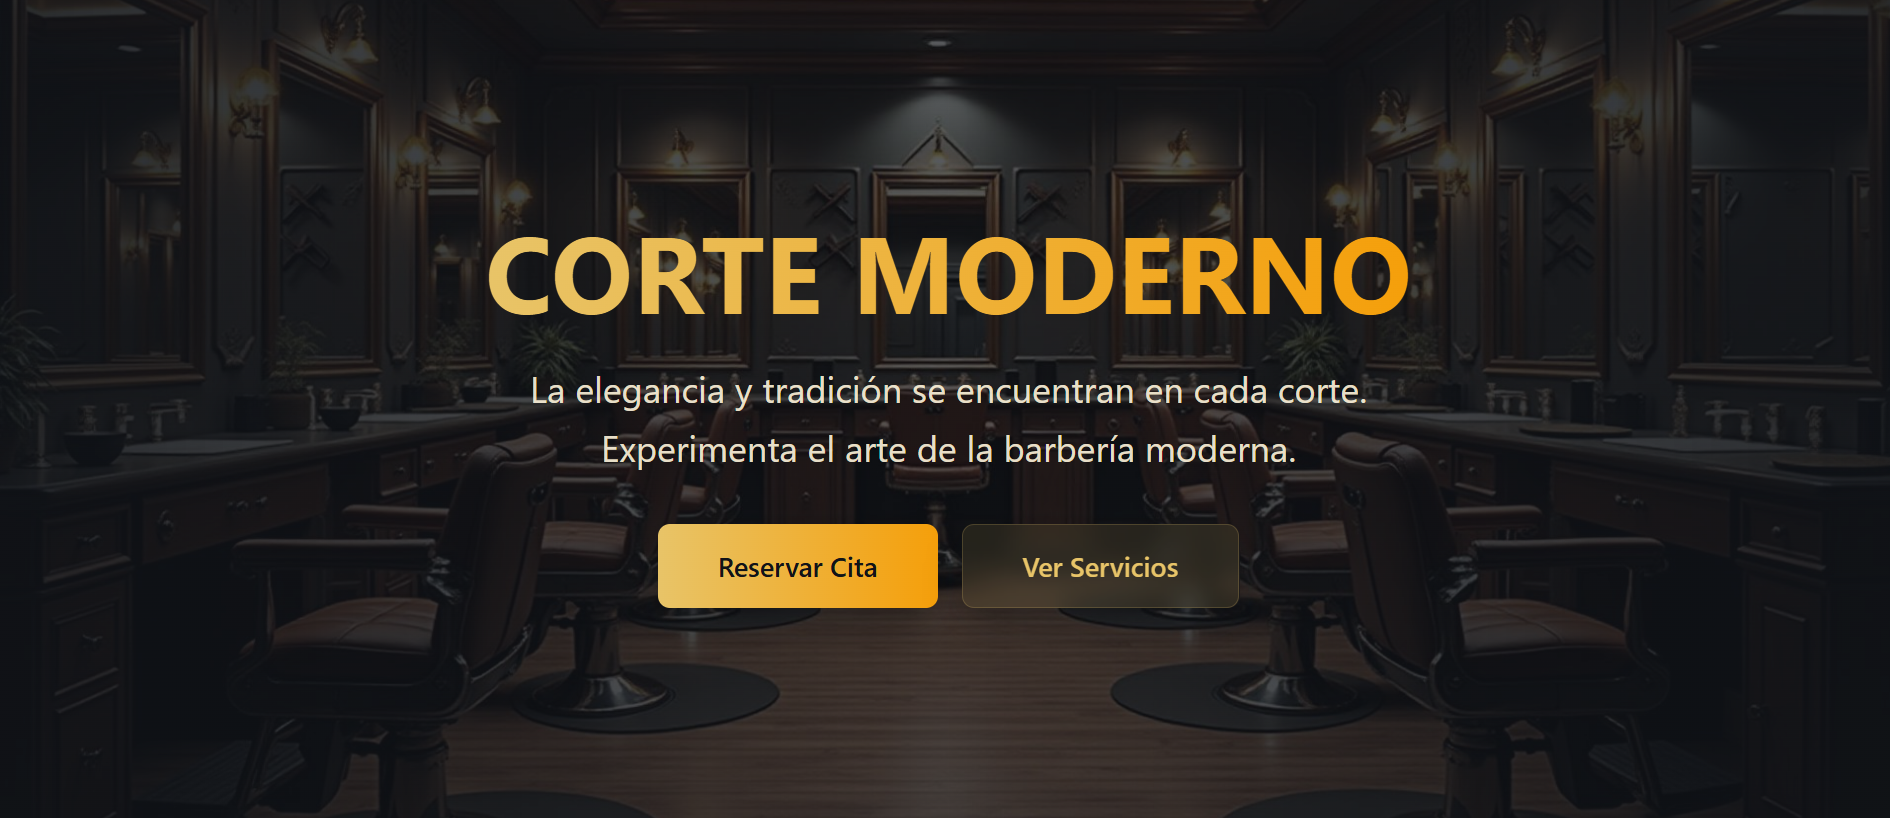 CORTE MODERNO
La elegancia y tradición se encuentran en cada corte.
Experimenta el arte de la barbería moderna.
Reservar Cita
Ver Servicios